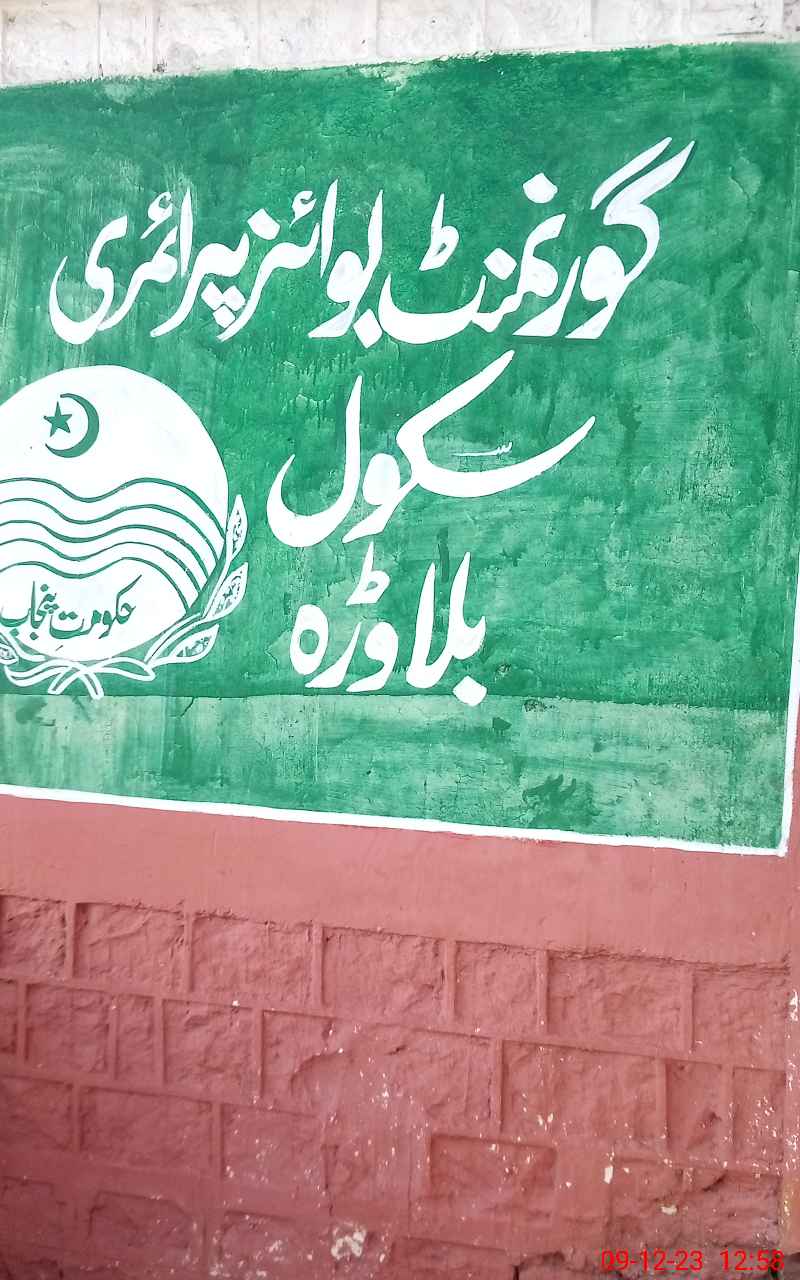 گورنمنٹ بوائز پرائمری
سکول
بلاوڑہ
حکومتِ پنجاب
09-12-23 12:58